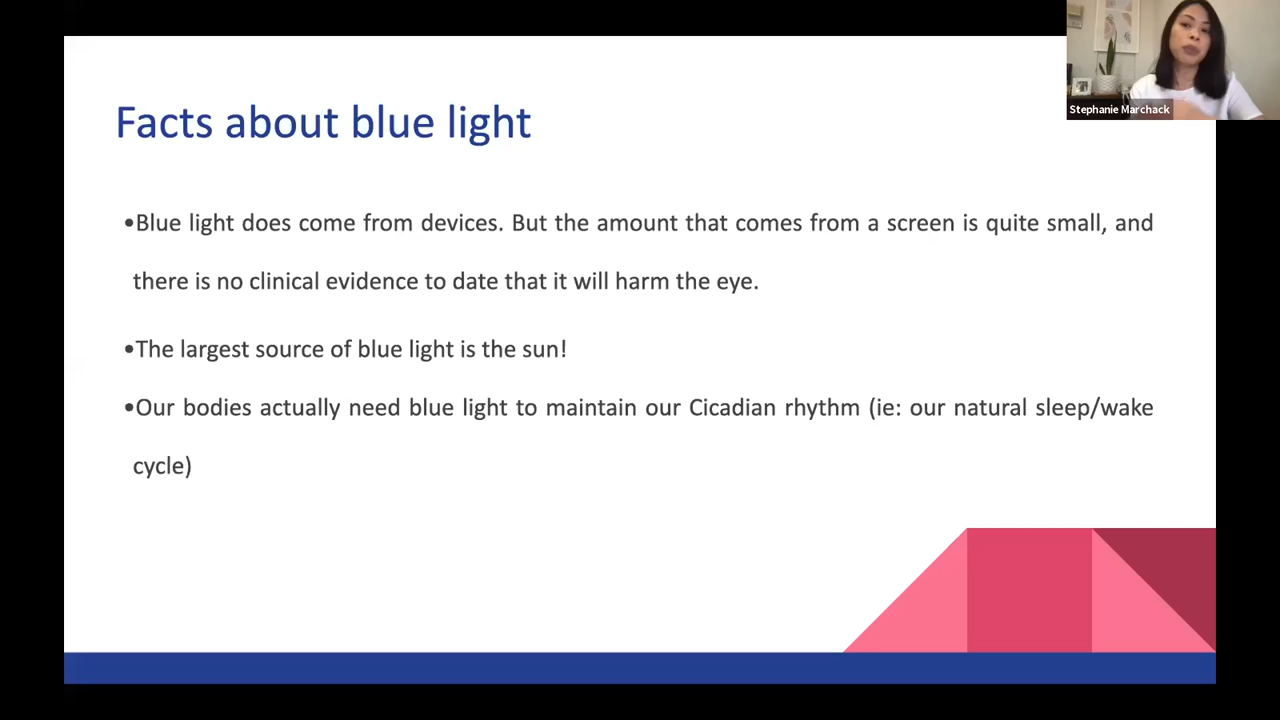 Stephanie Marchack
Facts about blue light
•Blue light does come from devices. But the amount that comes from a screen is quite small, and
there is no clinical evidence to date that it will harm the eye.
•The largest source of blue light is the sun!
•Our bodies actually need blue light to maintain our Cicadian rhythm (ie: our natural sleep/wake
cycle)